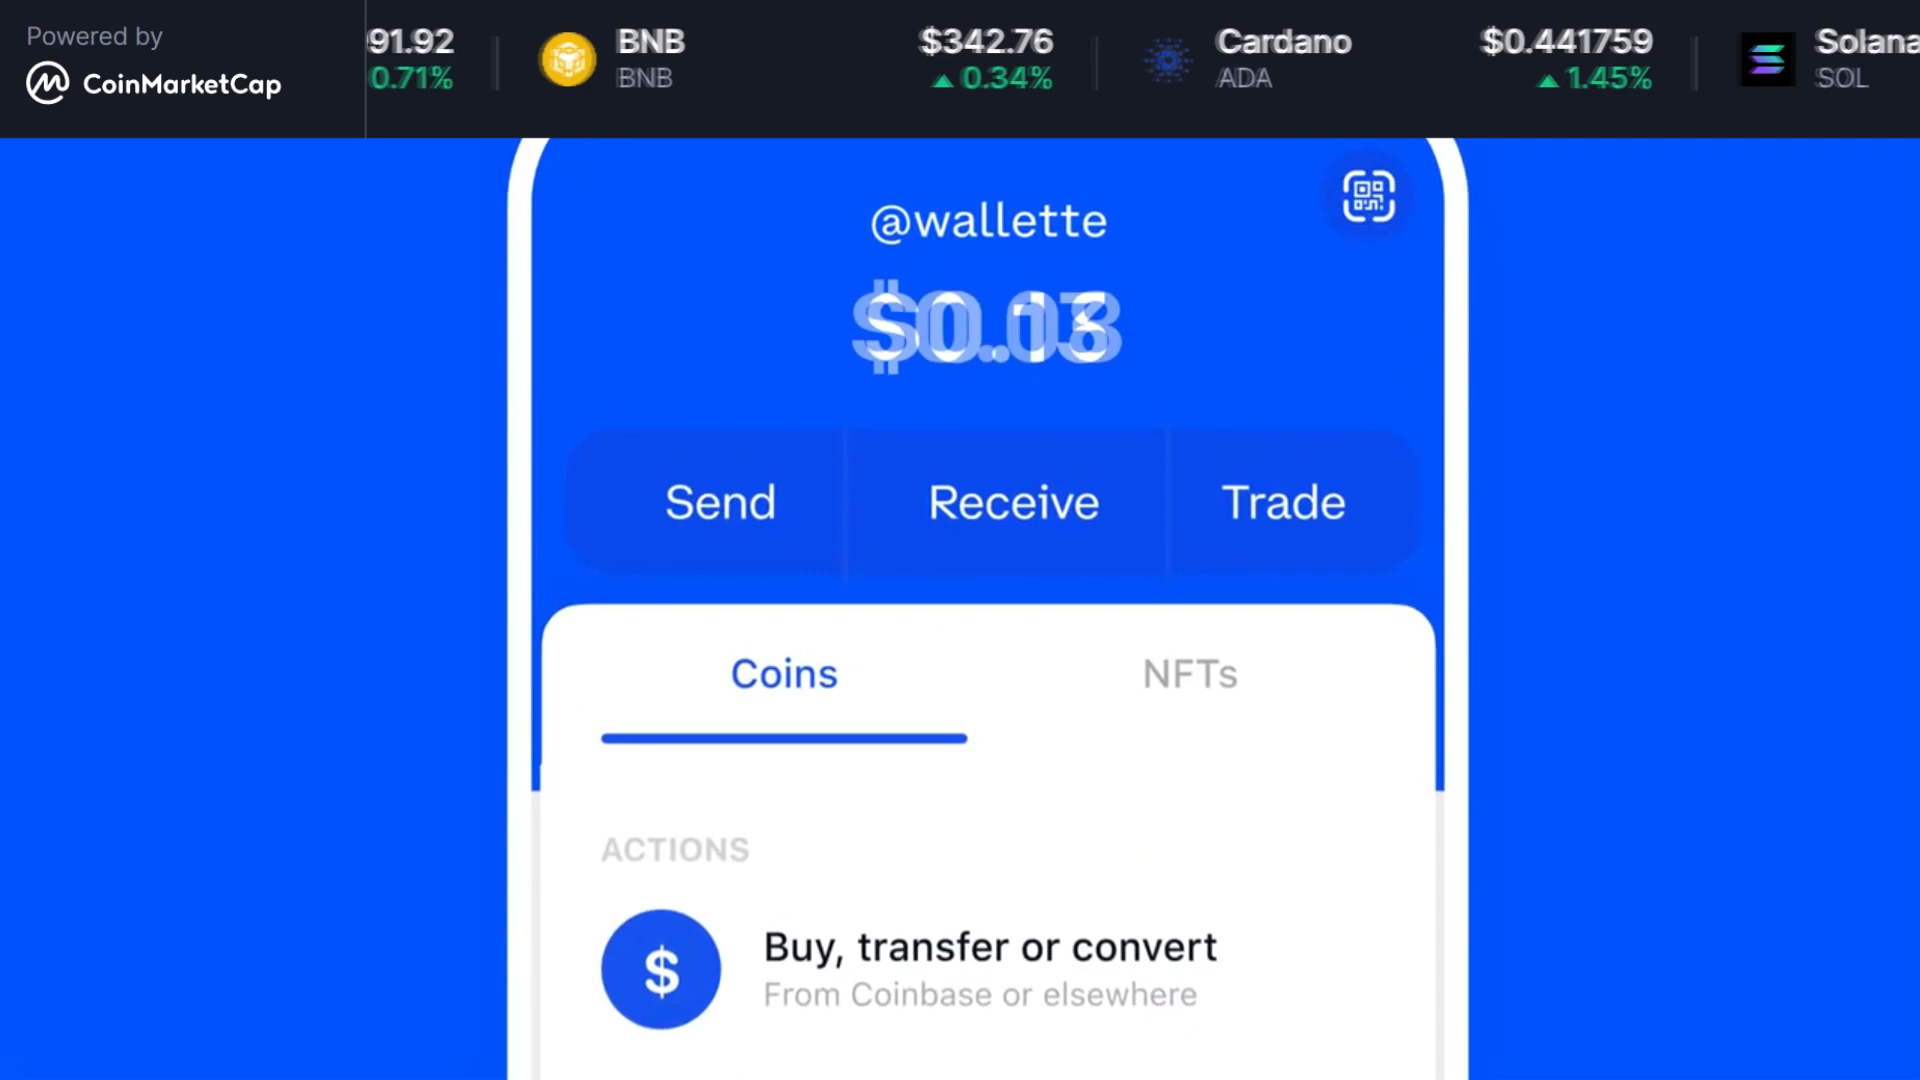 Powered by
CoinMarketCap
91.92
0.71%
BNB
BNB
$342.76
0.34%
Cardano
ADA
$0.441759
1.45%
Solana
SOL
@wallette
Send
Receive
Trade
Coins
NFTs
ACTIONS
$
Buy, transfer or convert
From Coinbase or elsewhere